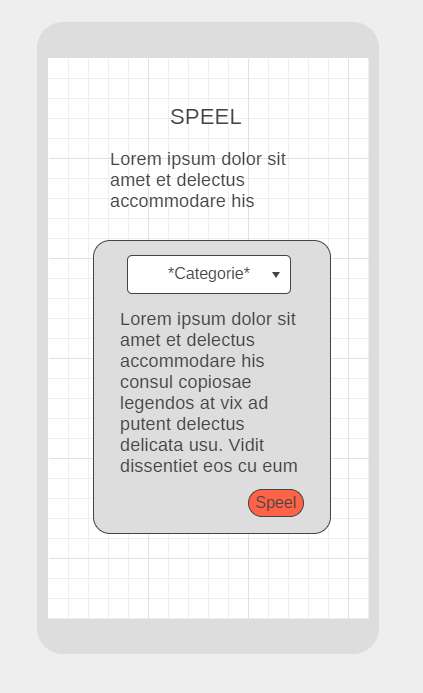 SPEEL
Lorem ipsum dolor sit
amet et delectus
accommodare his
*Categorie*
Lorem ipsum dolor sit
amet et delectus
accommodare his
consul copiosae
legendos at vix ad
putent delectus
delicata usu. Vidit
dissentiet eos cu eum
Speel